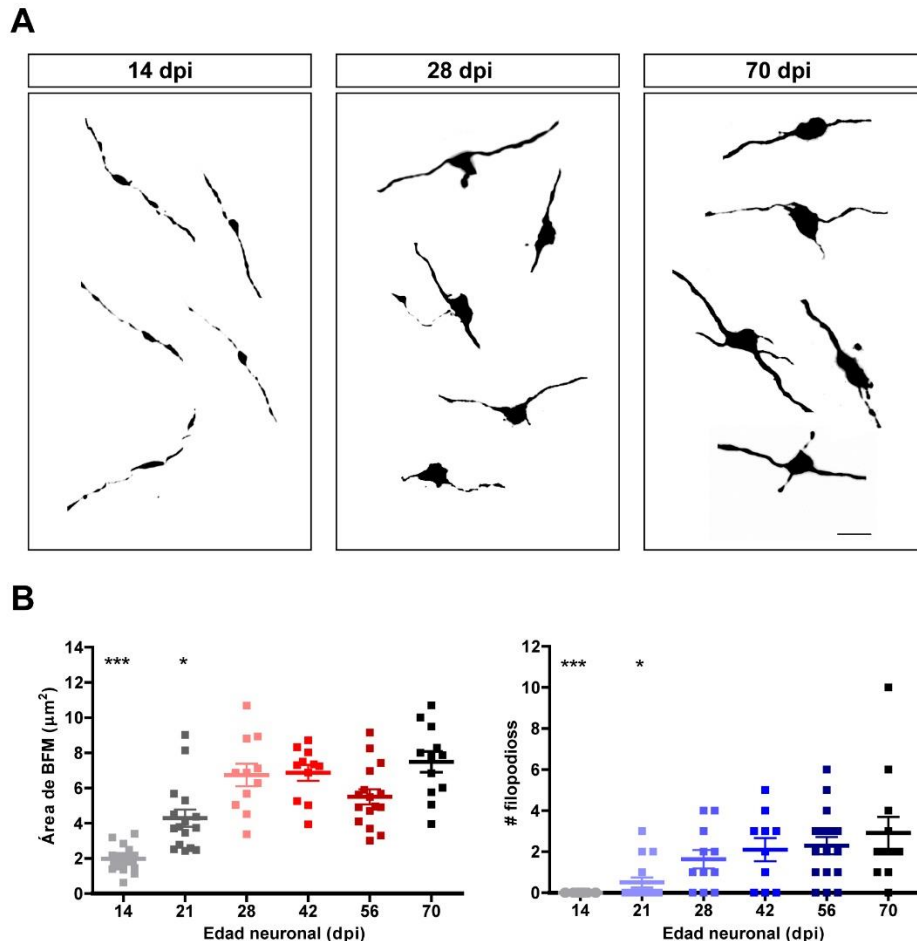 A
14 dpi 28 dpi 70 dpi
B
Área de BFM (μm²)
14
12
10
8
6
4
2
0
*** *
14 21 28 42 56 70
Edad neuronal (dpi)
# filopodioss
12
10
8
6
4
2
0
*** *
14 21 28 42 56 70
Edad neuronal (dpi)